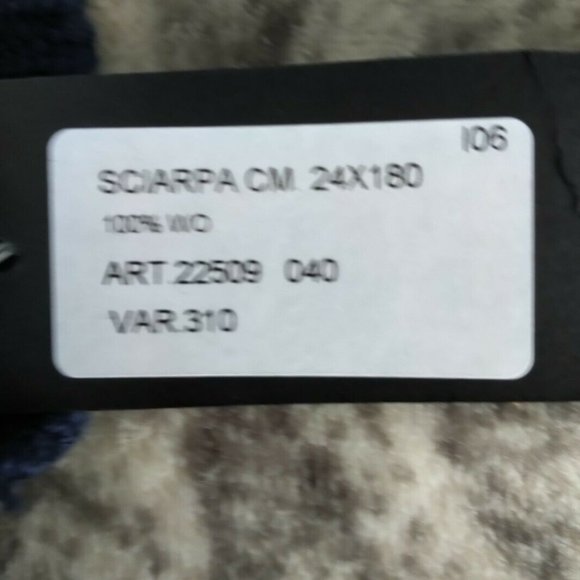 I06
SCIARPA CM. 24X180
100% WO
ART.22509 040
VAR.310